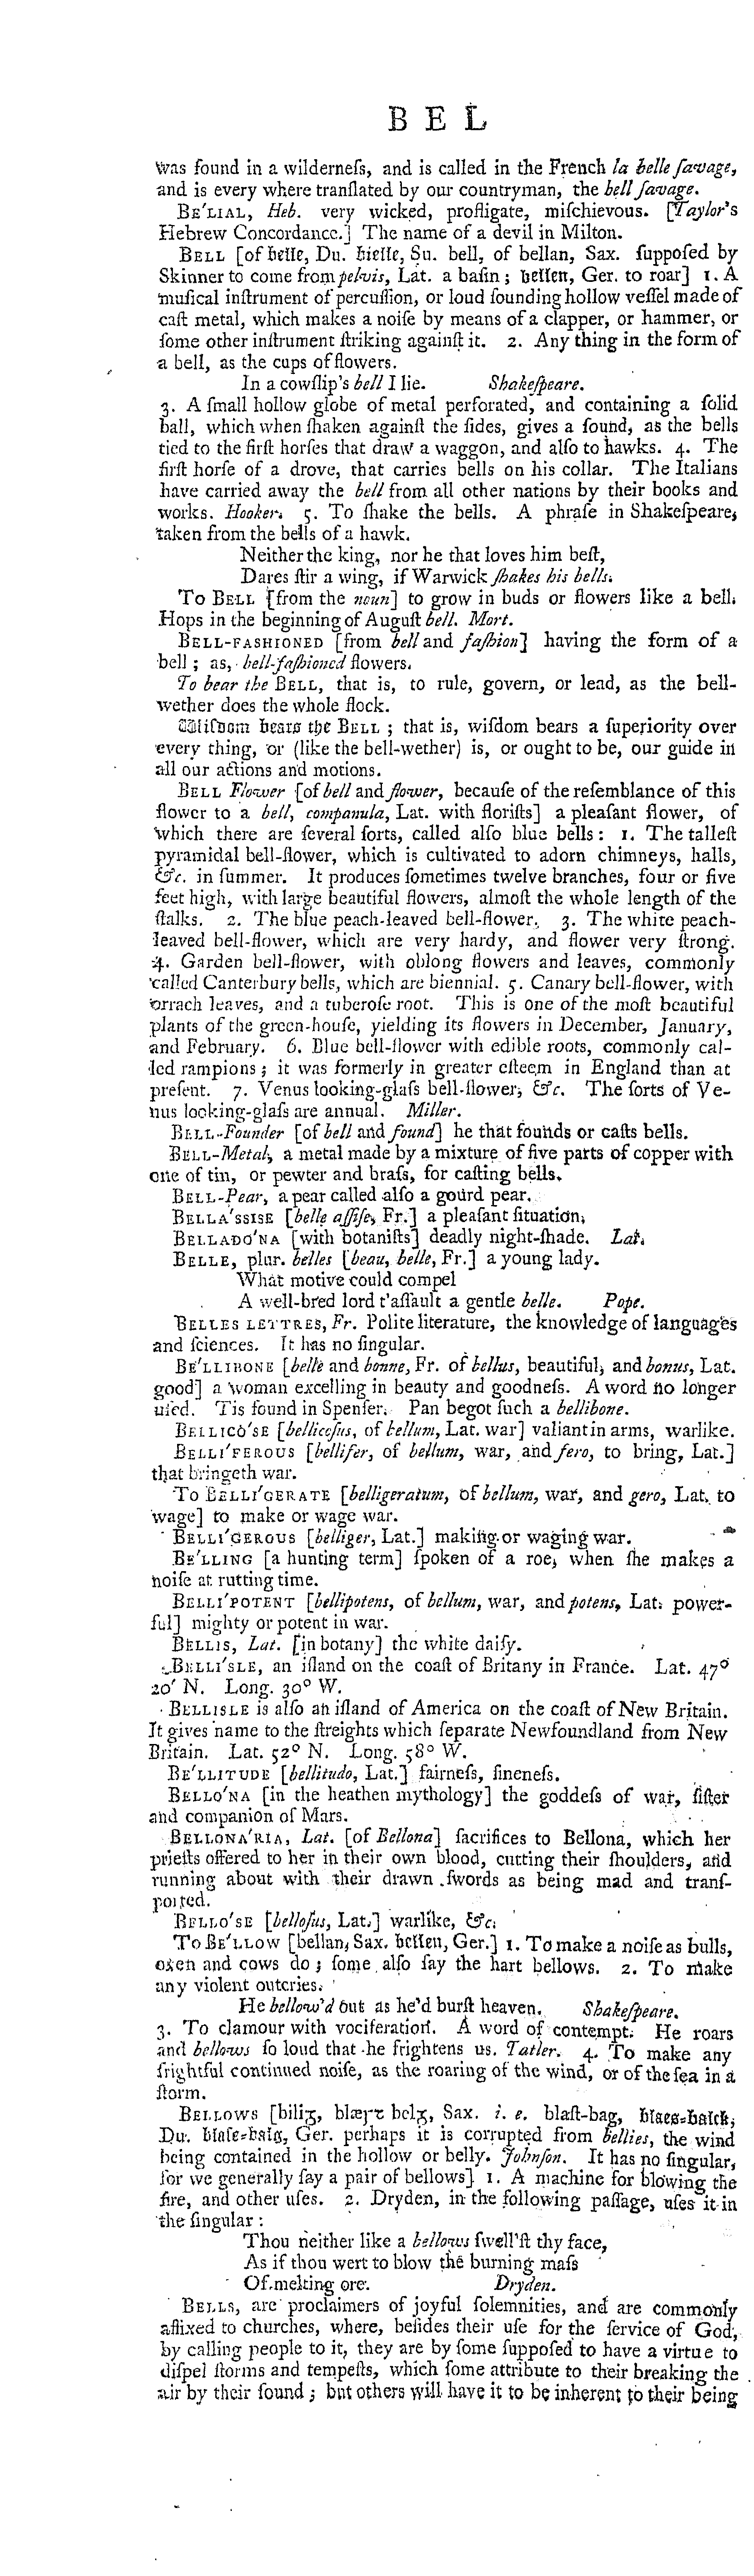 B E L
was found in a wilderneſs, and is called in the French la belle ſavage,
and is every where tranſlated by our countryman, the bell ſavage.
BE'LIAL, Heb. very wicked, profligate, miſchievous. [Taylor's
Hebrew Concordance.] The name of a devil in Milton.
BELL [of belle, Du. bielle, Su. bell, of bellan, Sax. ſuppoſed by
Skinner to come from pelvis, Lat. a baſin; bellen, Ger. to roar] 1. A
muſical inſtrument of percuſſion, or loud ſounding hollow veſſel made of
caſt metal, which makes a noiſe by means of a clapper, or hammer, or
ſome other inſtrument ſtriking againſt it. 2. Any thing in the form of
a bell, as the cups of flowers.
In a cowſlip's bell I lie. Shakeſpeare.
3. A ſmall hollow globe of metal perforated, and containing a ſolid
ball, which when ſhaken againſt the ſides, gives a ſound, as the bells
tied to the firſt horſes that draw a waggon, and alſo to hawks. 4. The
firſt horſe of a drove, that carries bells on his collar. The Italians
have carried away the bell from all other nations by their books and
works. Hooker. 5. To ſhake the bells. A phraſe in Shakeſpeare,
taken from the bells of a hawk.
Neither the king, nor he that loves him beſt,
Dares ſtir a wing, if Warwick ſhakes his bells.
To BELL [from the noun] to grow in buds or flowers like a bell.
Hops in the beginning of Auguſt bell. Mort.
BELL-FASHIONED [from bell and faſhion] having the form of a
bell; as, bell-faſhioned flowers.
To bear the BELL, that is, to rule, govern, or lead, as the bell-
wether does the whole flock.
Wiſdom bears the BELL; that is, wiſdom bears a ſuperiority over
every thing, or (like the bell-wether) is, or ought to be, our guide in
all our actions and motions.
BELL Flower [of bell and flower, becauſe of the reſemblance of this
flower to a bell, companula, Lat. with floriſts] a pleaſant flower, of
which there are ſeveral ſorts, called alſo blue bells: 1. The talleſt
pyramidal bell-flower, which is cultivated to adorn chimneys, halls,
&c. in ſummer. It produces ſometimes twelve branches, four or five
feet high, with large beautiful flowers, almoſt the whole length of the
ſtalks. 2. The blue peach-leaved bell-flower. 3. The white peach-
leaved bell-flower, which are very hardy, and flower very ſtrong.
4. Garden bell-flower, with oblong flowers and leaves, commonly
called Canterbury bells, which are biennial. 5. Canary bell-flower, with
orrach leaves, and a tuberoſe root. This is one of the moſt beautiful
plants of the green-houſe, yielding its flowers in December, January,
and February. 6. Blue bell-flower with edible roots, commonly cal-
led rampions; it was formerly in greater eſteem in England than at
preſent. 7. Venus looking-glaſs bell-flower, &c. The ſorts of Ve-
nus looking-glaſs are annual. Miller.
BELL-Founder [of bell and found] he that founds or caſts bells.
BELL-Metal, a metal made by a mixture of five parts of copper with
one of tin, or pewter and braſs, for caſting bells.
BELL-Pear, a pear called alſo a gourd pear.
BELLA'SSISE [belle aſſiſe, Fr.] a pleaſant ſituation.
BELLADO'NA [with botaniſts] deadly night-ſhade. Lat.
BELLE, plur. belles [beau, belle, Fr.] a young lady.
What motive could compel
A well-bred lord t'aſſault a gentle belle. Pope.
BELLES LETTRES, Fr. Polite literature, the knowledge of languages
and ſciences. It has no ſingular.
BE'LLIBONE [belle and bonne, Fr. of bellus, beautiful, and bonus, Lat.
good] a woman excelling in beauty and goodneſs. A word no longer
uſed. Tis found in Spenſer. Pan begot ſuch a bellibone.
BELLICO'SE [bellicoſus, of bellum, Lat. war] valiant in arms, warlike.
BELLI'FEROUS [bellifer, of bellum, war, and fero, to bring, Lat.]
that bringeth war.
To BELLI'GERATE [belligeratum, of bellum, war, and gero, Lat. to
wage] to make or wage war.
BELLI'GEROUS [belliger, Lat.] making or waging war.
BE'LLING [a hunting term] ſpoken of a roe, when ſhe makes a
noiſe at rutting time.
BELLI'POTENT [bellipotens, of bellum, war, and potens, Lat. power-
ful] mighty or potent in war.
BELLIS, Lat. [in botany] the white daiſy.
BELLI'SLE, an iſland on the coaſt of Britany in France. Lat. 47°
20′ N. Long. 30° W.
BELLISLE is alſo an iſland of America on the coaſt of New Britain.
It gives name to the ſtreights which ſeparate Newfoundland from New
Britain. Lat. 52° N. Long. 58° W.
BE'LLITUDE [bellitudo, Lat.] fairneſs, fineneſs.
BELLO'NA [in the heathen mythology] the goddeſs of war, ſiſter
and companion of Mars.
BELLONA'RIA, Lat. [of Bellona] ſacrifices to Bellona, which her
prieſts offered to her in their own blood, cutting their ſhoulders, and
running about with their drawn ſwords as being mad and tranſ-
ported.
BELLO'SE [belloſus, Lat.] warlike, &c.
To BE'LLOW [bellan, Sax. bellen, Ger.] 1. To make a noiſe as bulls,
oxen and cows do; ſome alſo ſay the hart bellows. 2. To make
any violent outcries.
He bellow'd out as he'd burſt heaven. Shakeſpeare.
3. To clamour with vociferation. A word of contempt. He roars
and bellows ſo loud that he frightens us. Tatler. 4. To make any
frightful continued noiſe, as the roaring of the wind, or of the ſea in a
ſtorm.
BELLOWS [biliᵹ, blæꞅꞇ belᵹ, Sax. i. e. blaſt-bag, blaes-balck,
Du. blaſe-balg, Ger. perhaps it is corrupted from bellies, the wind
being contained in the hollow or belly. Johnſon. It has no ſingular,
for we generally ſay a pair of bellows] 1. A machine for blowing the
fire, and other uſes. 2. Dryden, in the following paſſage, uſes it in
the ſingular:
Thou neither like a bellows ſwell'ſt thy face,
As if thou wert to blow the burning maſs
Of melting ore. Dryden.
BELLS, are proclaimers of joyful ſolemnities, and are commonly
affixed to churches, where, beſides their uſe for the ſervice of God,
by calling people to it, they are by ſome ſuppoſed to have a virtue to
diſpel ſtorms and tempeſts, which ſome attribute to their breaking the
air by their ſound; but others will have it to be inherent to their being